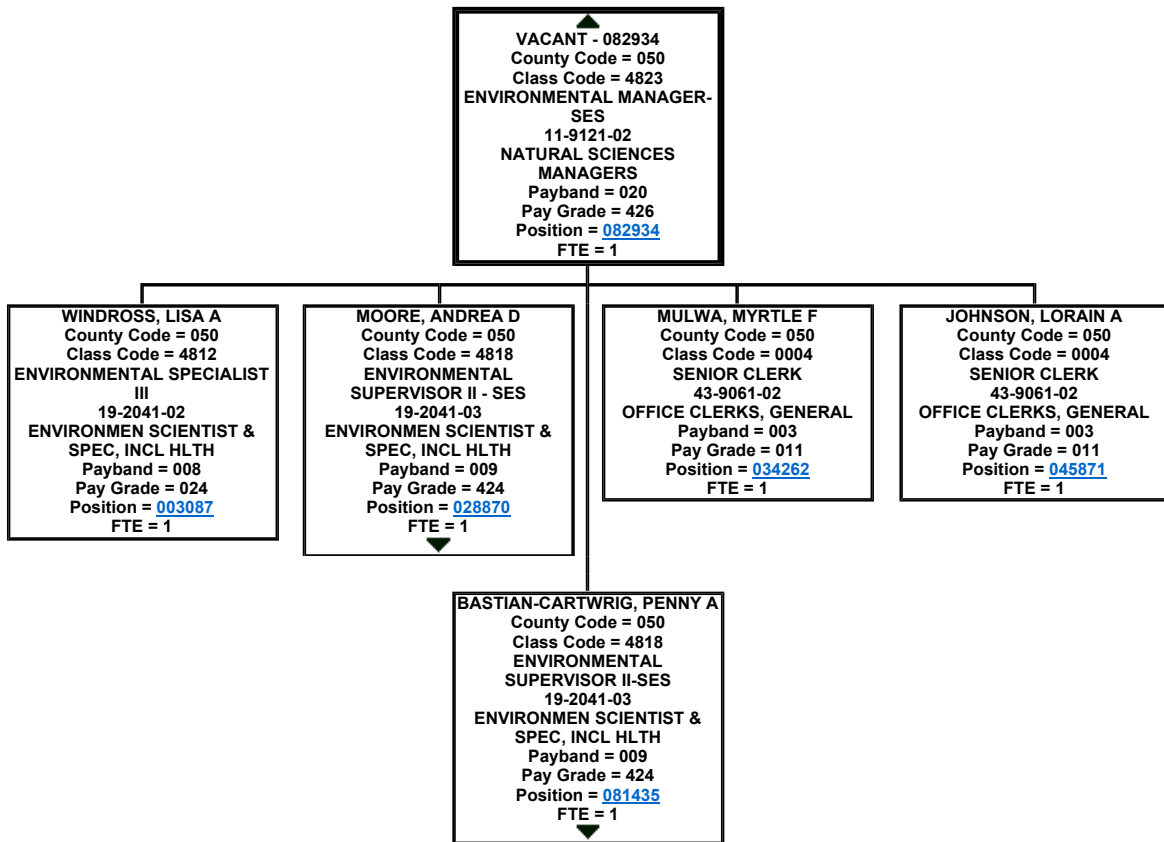 VACANT - 082934
County Code = 050
Class Code = 4823
ENVIRONMENTAL MANAGER-
SES
11-9121-02
NATURAL SCIENCES
MANAGERS
Payband = 020
Pay Grade = 426
Position = 082934
FTE = 1
WINDROSS, LISA A
County Code = 050
Class Code = 4812
ENVIRONMENTAL SPECIALIST
III
19-2041-02
ENVIRONMEN SCIENTIST &
SPEC, INCL HLTH
Payband = 008
Pay Grade = 024
Position = 003087
FTE = 1
MOORE, ANDREA D
County Code = 050
Class Code = 4818
ENVIRONMENTAL
SUPERVISOR II - SES
19-2041-03
ENVIRONMEN SCIENTIST &
SPEC, INCL HLTH
Payband = 009
Pay Grade = 424
Position = 028870
FTE = 1
MULWA, MYRTLE F
County Code = 050
Class Code = 0004
SENIOR CLERK
43-9061-02
OFFICE CLERKS, GENERAL
Payband = 003
Pay Grade = 011
Position = 034262
FTE = 1
JOHNSON, LORAIN A
County Code = 050
Class Code = 0004
SENIOR CLERK
43-9061-02
OFFICE CLERKS, GENERAL
Payband = 003
Pay Grade = 011
Position = 045871
FTE = 1
BASTIAN-CARTWRIG, PENNY A
County Code = 050
Class Code = 4818
ENVIRONMENTAL
SUPERVISOR II-SES
19-2041-03
ENVIRONMEN SCIENTIST &
SPEC, INCL HLTH
Payband = 009
Pay Grade = 424
Position = 081435
FTE = 1